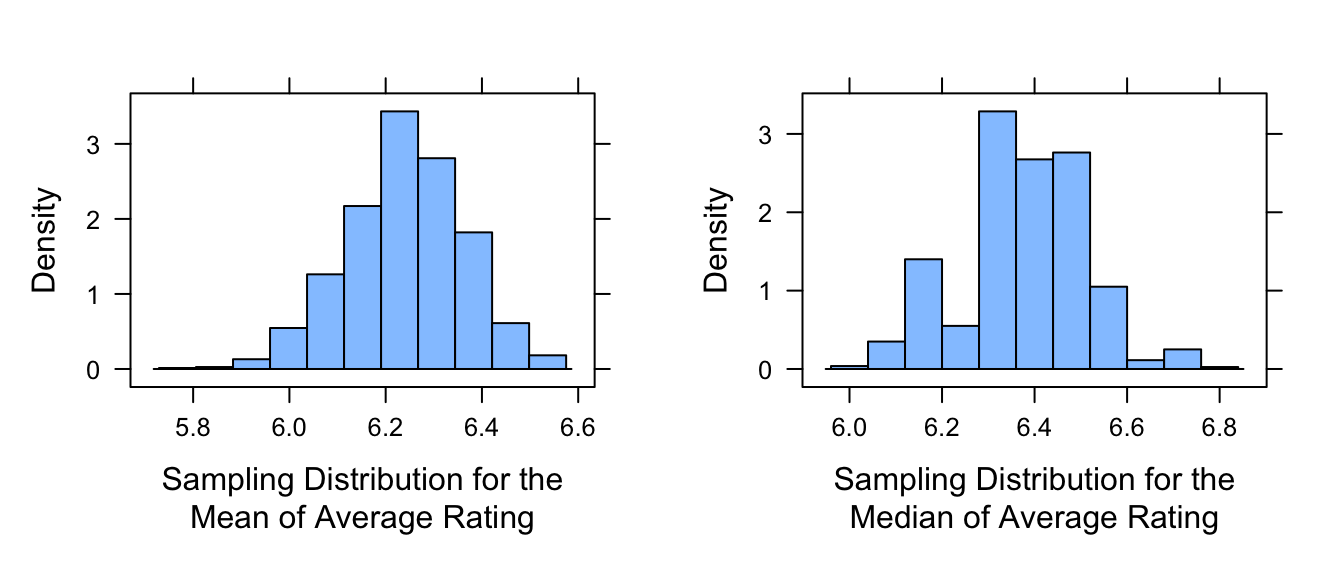 3
2
1
0
Density
5.8 6.0 6.2 6.4 6.6
Sampling Distribution for the
Mean of Average Rating
3
2
1
0
Density
6.0 6.2 6.4 6.6 6.8
Sampling Distribution for the
Median of Average Rating